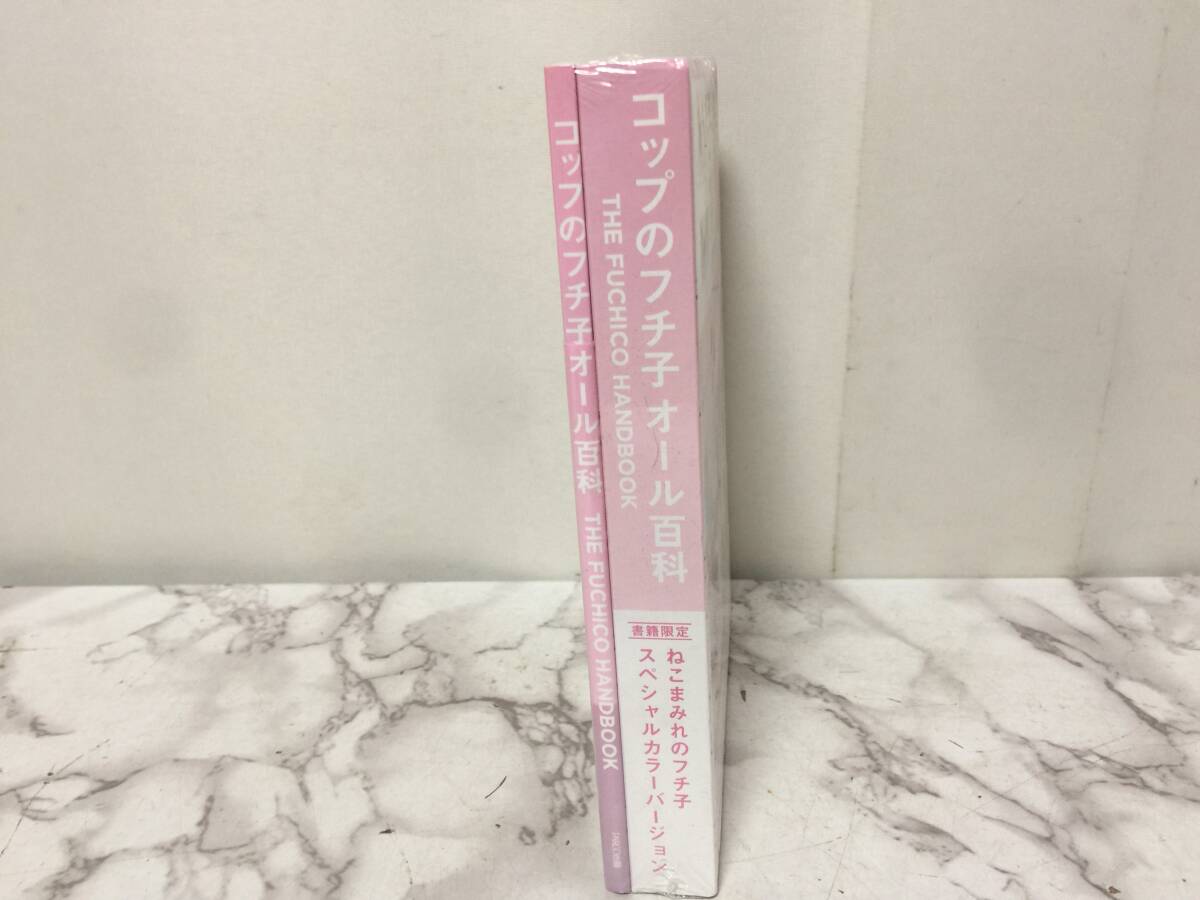 コップのフチ子オール百科
THE FUCHICO HANDBOOK
コップのフチ子 オール百科
THE FUCHICO HANDBOOK
書籍限定
ねこまみれのフチ子
スペシャルカラーバージョン